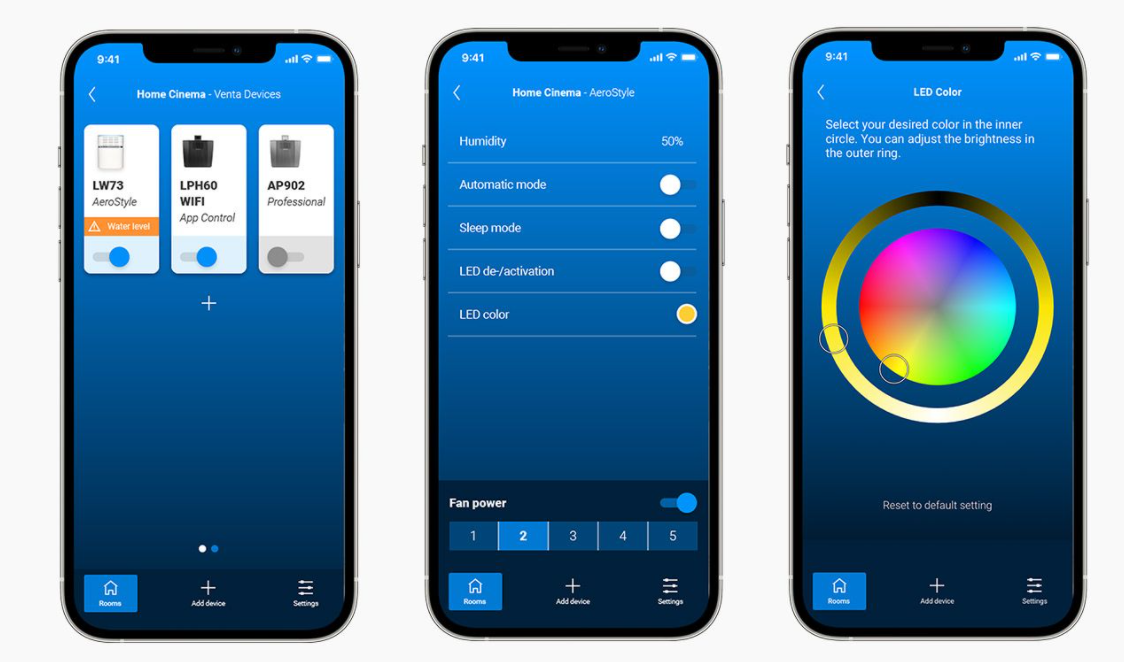 9:41
Home Cinema - Venta Devices
LW73
AeroStyle
Water level
LPH60
WIFI
App Control
AP902
Professional
Rooms
Add device
Settings
9:41
Home Cinema - AeroStyle
Humidity 50%
Automatic mode
Sleep mode
LED de-/activation
LED color
Fan power
1 2 3 4 5
Rooms
Add device
Settings
9:41
LED Color
Select your desired color in the inner
circle. You can adjust the brightness in
the outer ring.
Reset to default setting
Rooms
Add device
Settings